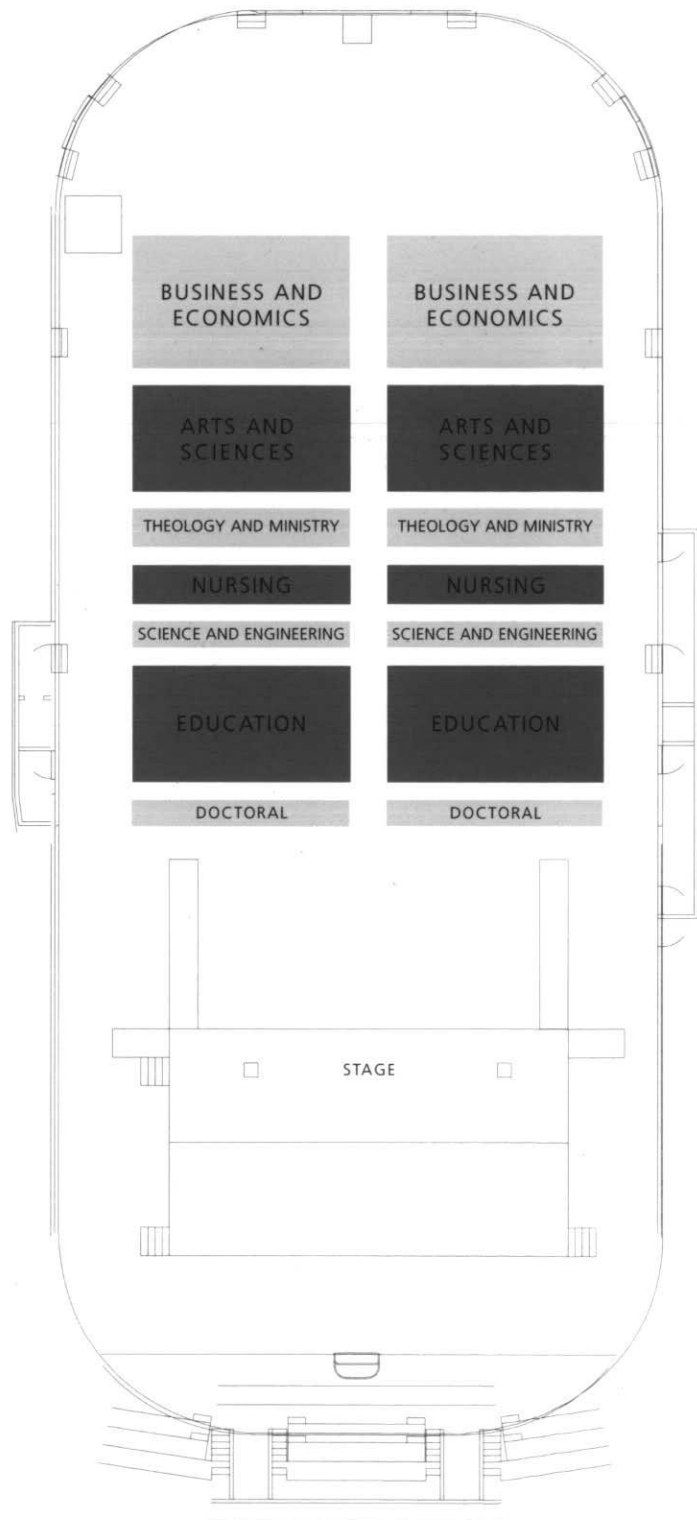 BUSINESS AND
ECONOMICS
BUSINESS AND
ECONOMICS
ARTS AND
SCIENCES
ARTS AND
SCIENCES
THEOLOGY AND MINISTRY
THEOLOGY AND MINISTRY
NURSING
NURSING
SCIENCE AND ENGINEERING
SCIENCE AND ENGINEERING
EDUCATION
EDUCATION
DOCTORAL
DOCTORAL
STAGE